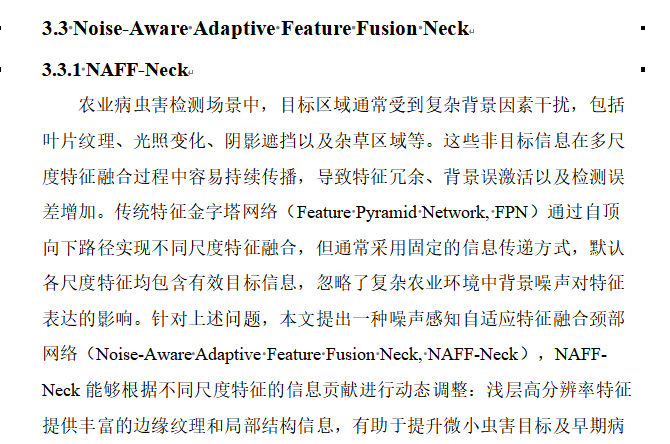 3.3 Noise-Aware Adaptive Feature Fusion Neck
3.3.1 NAFF-Neck
农业病虫害检测场景中，目标区域通常受到复杂背景因素干扰，包括
叶片纹理、光照变化、阴影遮挡以及杂草区域等。这些非目标信息在多尺
度特征融合过程中容易持续传播，导致特征冗余、背景误激活以及检测误
差增加。传统特征金字塔网络（Feature Pyramid Network, FPN）通过自顶
向下路径实现不同尺度特征融合，但通常采用固定的信息传递方式，默认
各尺度特征均包含有效目标信息，忽略了复杂农业环境中背景噪声对特征
表达的影响。针对上述问题，本文提出一种噪声感知自适应特征融合颈部
网络（Noise-Aware Adaptive Feature Fusion Neck, NAFF-Neck），NAFF-
Neck 能够根据不同尺度特征的信息贡献进行动态调整：浅层高分辨率特征
提供丰富的边缘纹理和局部结构信息，有助于提升微小虫害目标及早期病